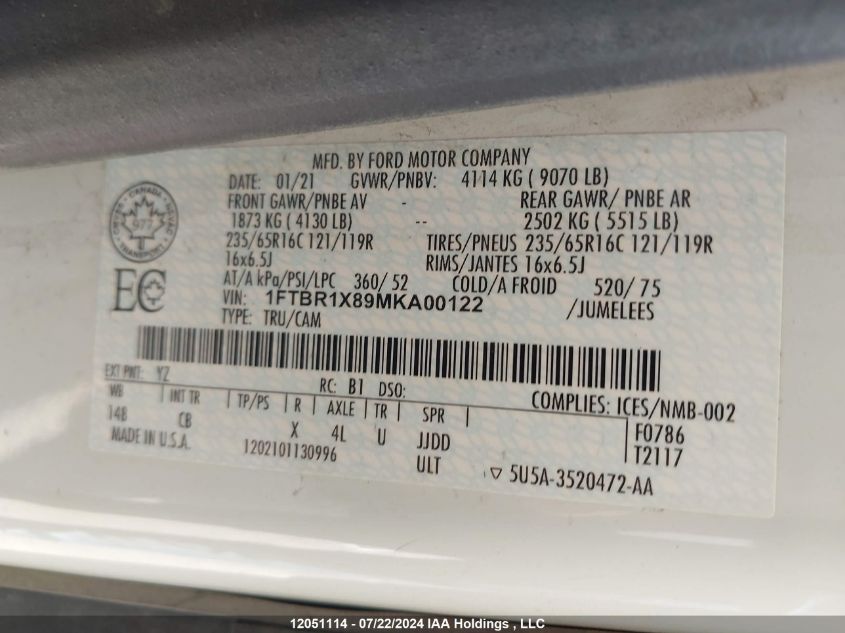 MFD. BY FORD MOTOR COMPANY
DATE: 01/21 GVWR/PNBV: 4114 KG ( 9070 LB)
FRONT GAWR/PNBE AV - REAR GAWR/ PNBE AR
1873 KG ( 4130 LB) -- 2502 KG ( 5515 LB)
235/65R16C 121/119R TIRES/PNEUS 235/65R16C 121/119R
16x6.5J RIMS/JANTES 16x6.5J
AT/A kPa/PSI/LPC 360/ 52 COLD/A FROID 520/ 75
VIN: 1FTBR1X89MKA00122 /JUMELEES
TYPE: TRU/CAM
CANADA
TRANSPORT
977
EC
EXT PNT: YZ RC: B1 DSO: COMPLIES: ICES/NMB-002
WB INT TR TP/PS R AXLE TR SPR F0786
148 CB X 4L U JJDD T2117
MADE IN U.S.A. 1202101130996 ULT 5U5A-3520472-AA
12051114 - 07/22/2024 IAA Holdings , LLC